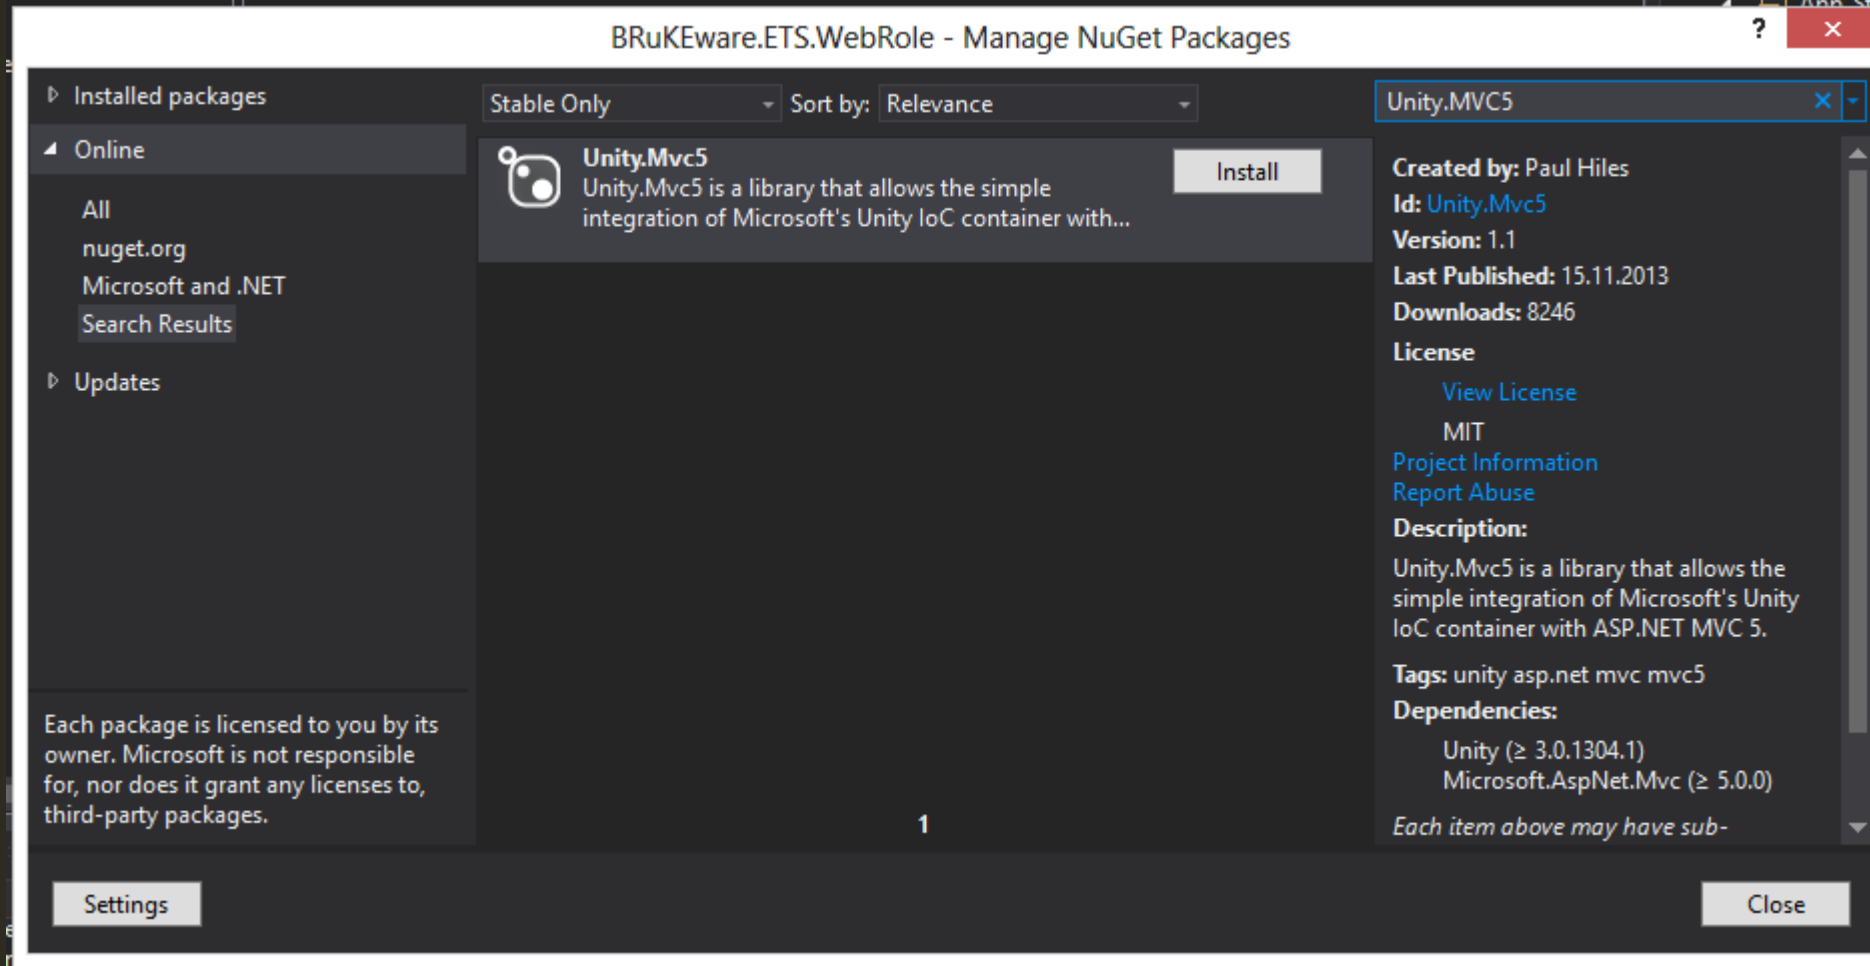 BRuKEware.ETS.WebRole - Manage NuGet Packages
?
Installed packages
Online
All
nuget.org
Microsoft and .NET
Search Results
Updates
Each package is licensed to you by its
owner. Microsoft is not responsible
for, nor does it grant any licenses to,
third-party packages.
Stable Only
Sort by: Relevance
Unity.Mvc5
Unity.Mvc5 is a library that allows the simple
integration of Microsoft's Unity IoC container with...
Install
1
Unity.MVC5
Created by: Paul Hiles
Id: Unity.Mvc5
Version: 1.1
Last Published: 15.11.2013
Downloads: 8246
License
View License
MIT
Project Information
Report Abuse
Description:
Unity.Mvc5 is a library that allows the
simple integration of Microsoft's Unity
IoC container with ASP.NET MVC 5.
Tags: unity asp.net mvc mvc5
Dependencies:
Unity (≥ 3.0.1304.1)
Microsoft.AspNet.Mvc (≥ 5.0.0)
Each item above may have sub-
Settings
Close